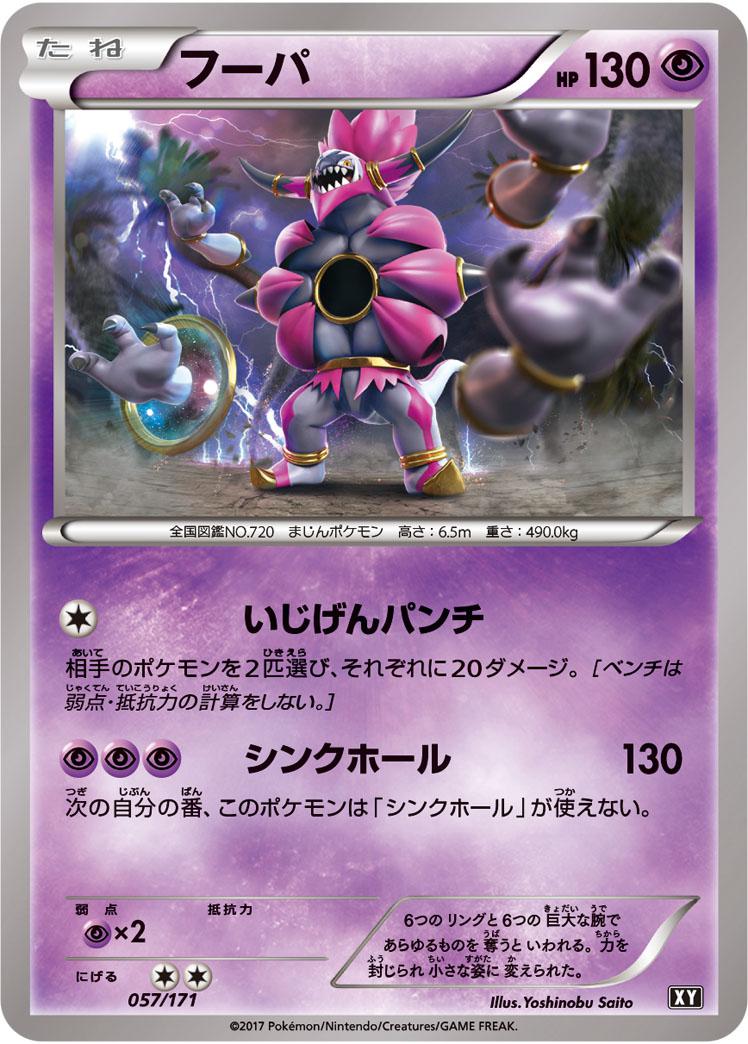 たね フーパ HP130
全国図鑑NO.720 まじんポケモン 高さ:6.5m 重さ:490.0kg
いじげんパンチ
相手のポケモンを2匹選び、それぞれに20ダメージ。[ベンチは
弱点・抵抗力の計算をしない。]
シンクホール 130
次の自分の番、このポケモンは「シンクホール」が使えない。
弱点 抵抗力
×2
にげる
057/171
6つの リングと 6つの 巨大な腕で
あらゆるものを 奪うと いわれる。力を
封じられ 小さな姿に 変えられた。
Illus.Yoshinobu Saito XY
©2017 Pokémon/Nintendo/Creatures/GAME FREAK.